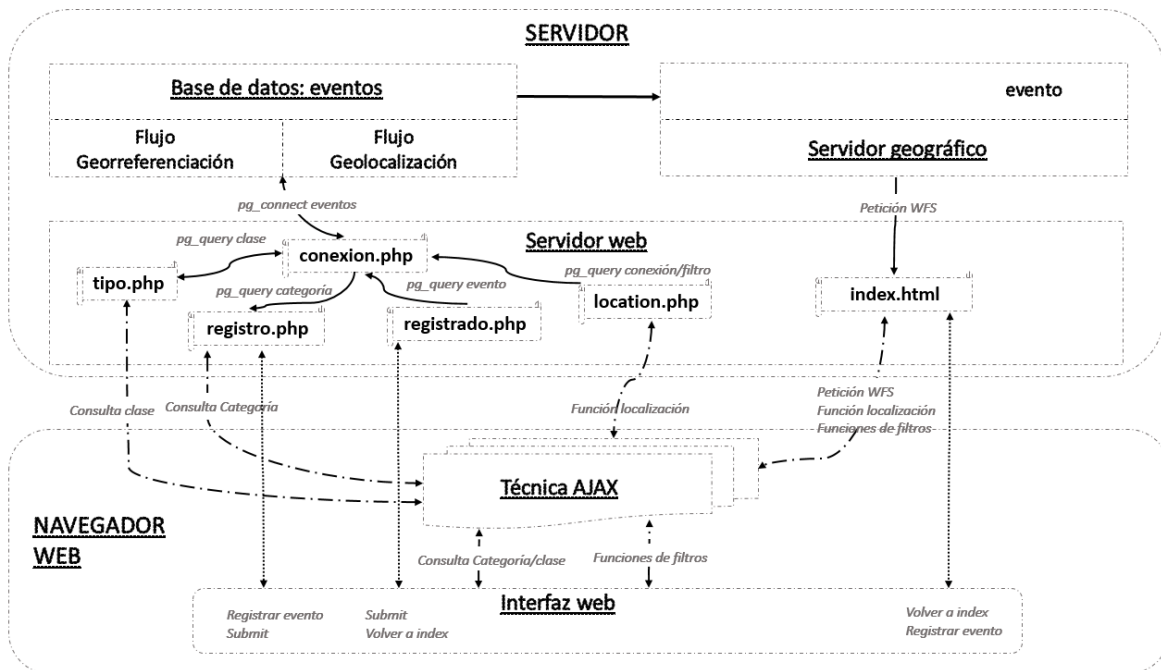 SERVIDOR
Base de datos: eventos
evento
Flujo
Georreferenciación
Flujo
Geolocalización
Servidor geográfico
pg_connect eventos
Petición WFS
pg_query clase
Servidor web
conexion.php
tipo.php
pg_query categoría
pg_query evento
pg_query conexión/filtro
location.php
index.html
registro.php
registrado.php
Consulta clase
Consulta Categoría
Función localización
Petición WFS
Función localización
Funciones de filtros
Técnica AJAX
NAVEGADOR
WEB
Consulta Categoría/clase
Funciones de filtros
Interfaz web
Registrar evento
Submit
Submit
Volver a index
Volver a index
Registrar evento